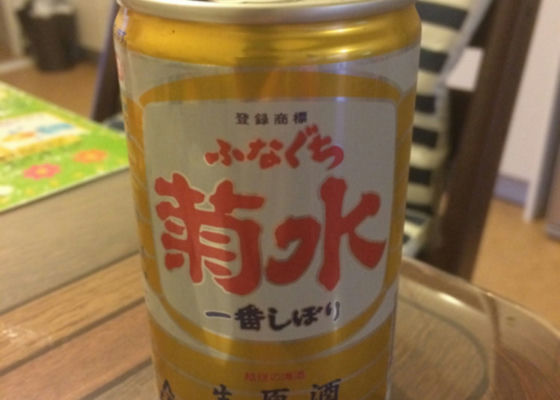 登録商標
ふなぐち
菊水
一番しぼり
生原酒